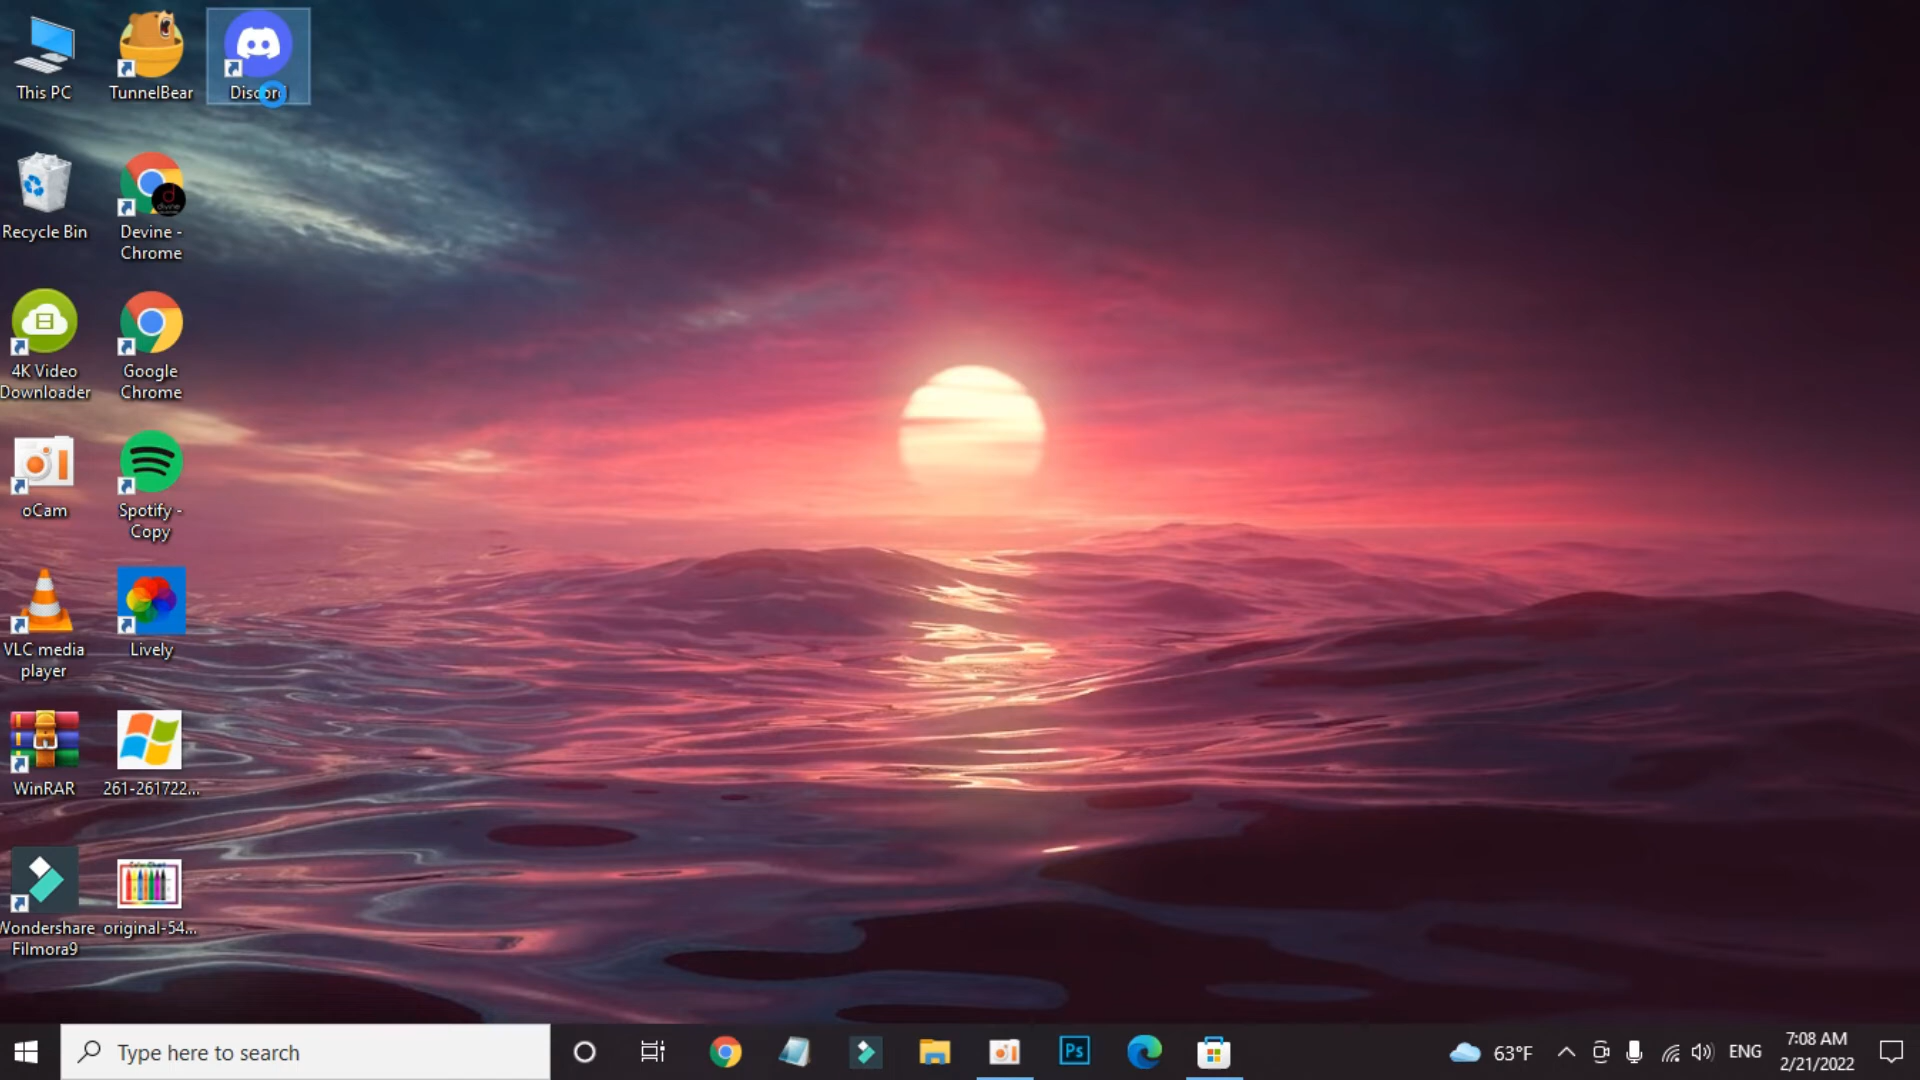 This PC
TunnelBear
Discord
Recycle Bin
Devine -
Chrome
4K Video
Downloader
Google
Chrome
oCam
Spotify -
Copy
VLC media
player
Lively
WinRAR
261-261722...
Wondershare
Filmora9
original-54...
Type here to search
Ps
63°F
ENG
7:08 AM
2/21/2022